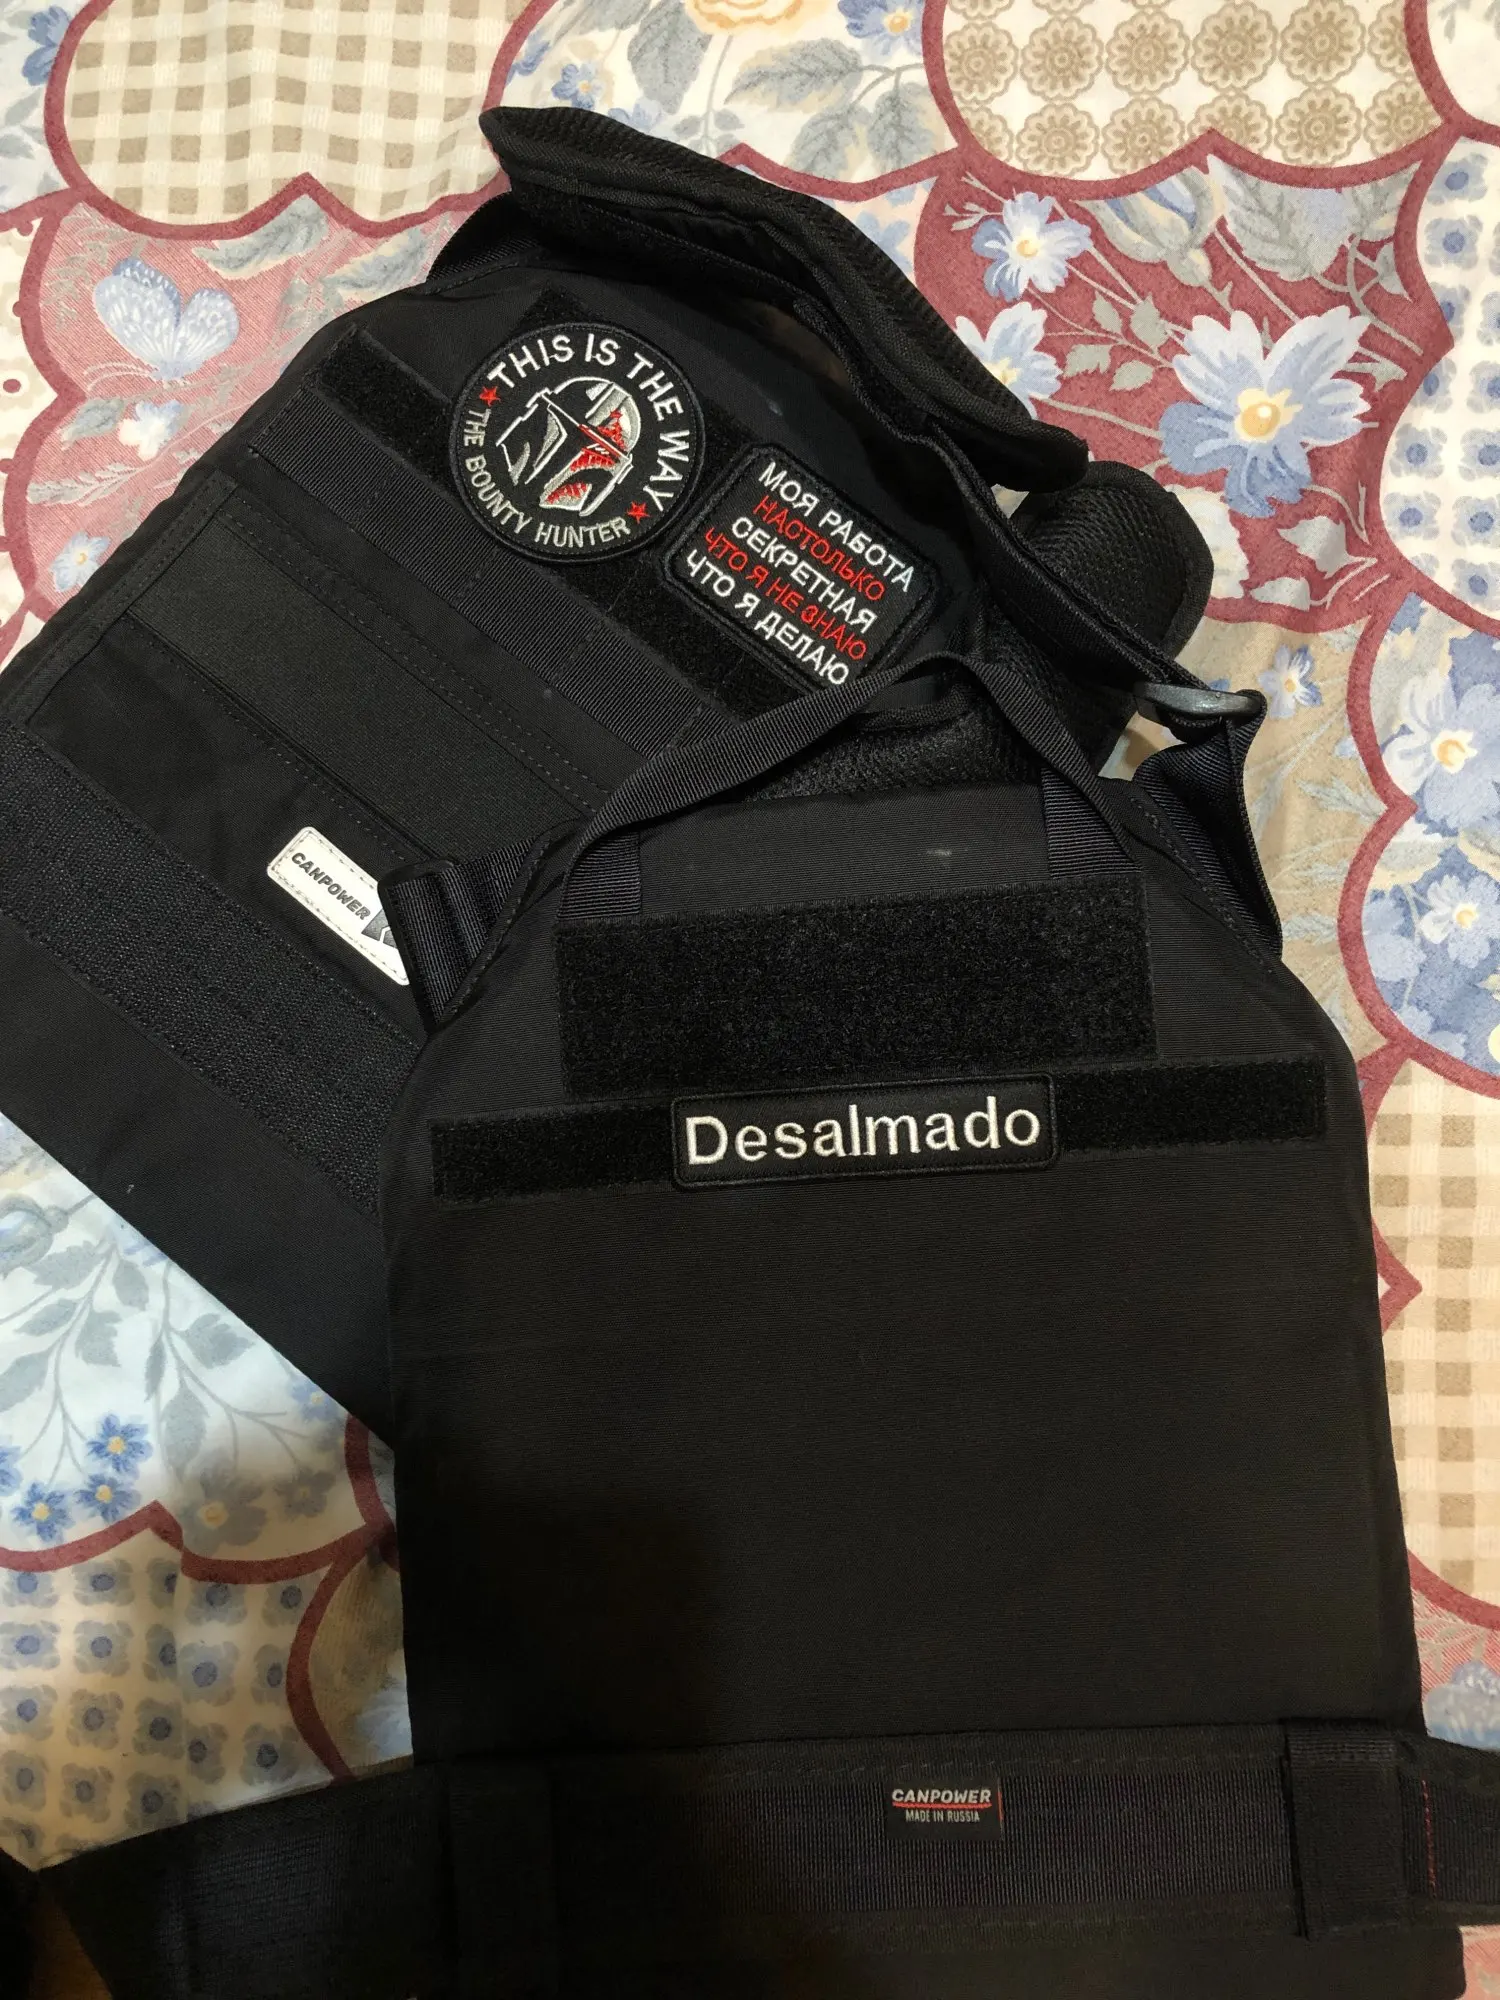 THIS IS THE WAY
THE BOUNTY HUNTER
МОЯ РАБОТА
НАСТОЛЬКО
СЕКРЕТНАЯ
ЧТО Я НЕ ЗНАЮ
ЧТО Я ДЕЛАЮ
CANPOWER
Desalmado
CANPOWER
MADE IN RUSSIA